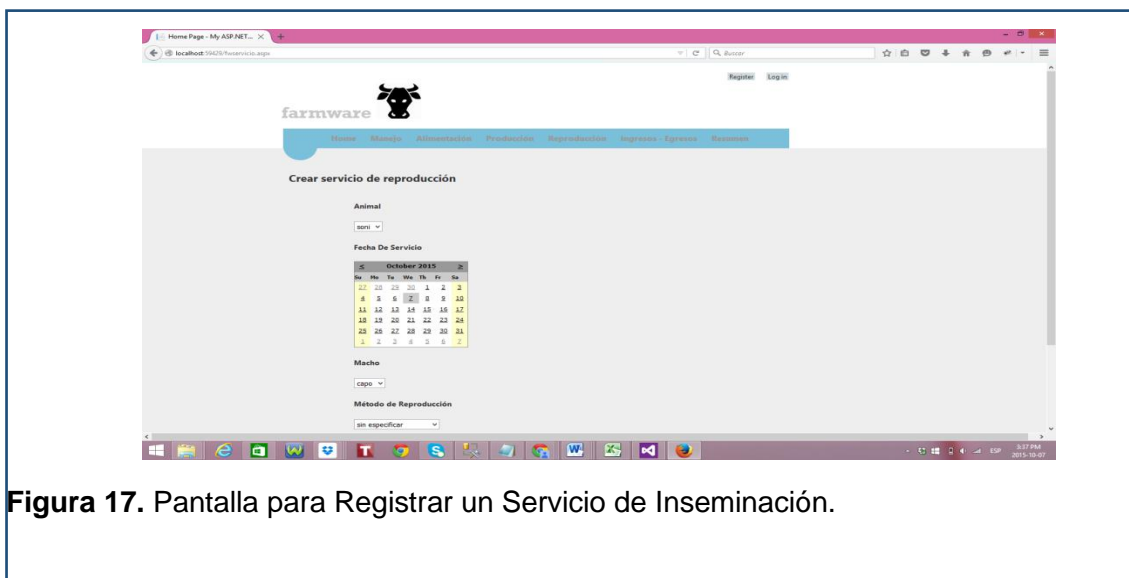 Home Page - My ASP.NET...
localhost:59429/frwservicio.aspx
Buscar
Register Log in
farmware
Home Manejo Alimentación Producción Reproducción Ingresos - Egresos Resumen
Crear servicio de reproducción
Animal
soni
Fecha De Servicio
≤ October 2015 ≥
Su Mo Tu We Th Fr Sa
27 28 29 30 1 2 3
4 5 6 7 8 9 10
11 12 13 14 15 16 17
18 19 20 21 22 23 24
25 26 27 28 29 30 31
1 2 3 4 5 6 7
Macho
capo
Método de Reproducción
sin especificar
ESP
3:37 PM
2015-10-07
Figura 17. Pantalla para Registrar un Servicio de Inseminación.